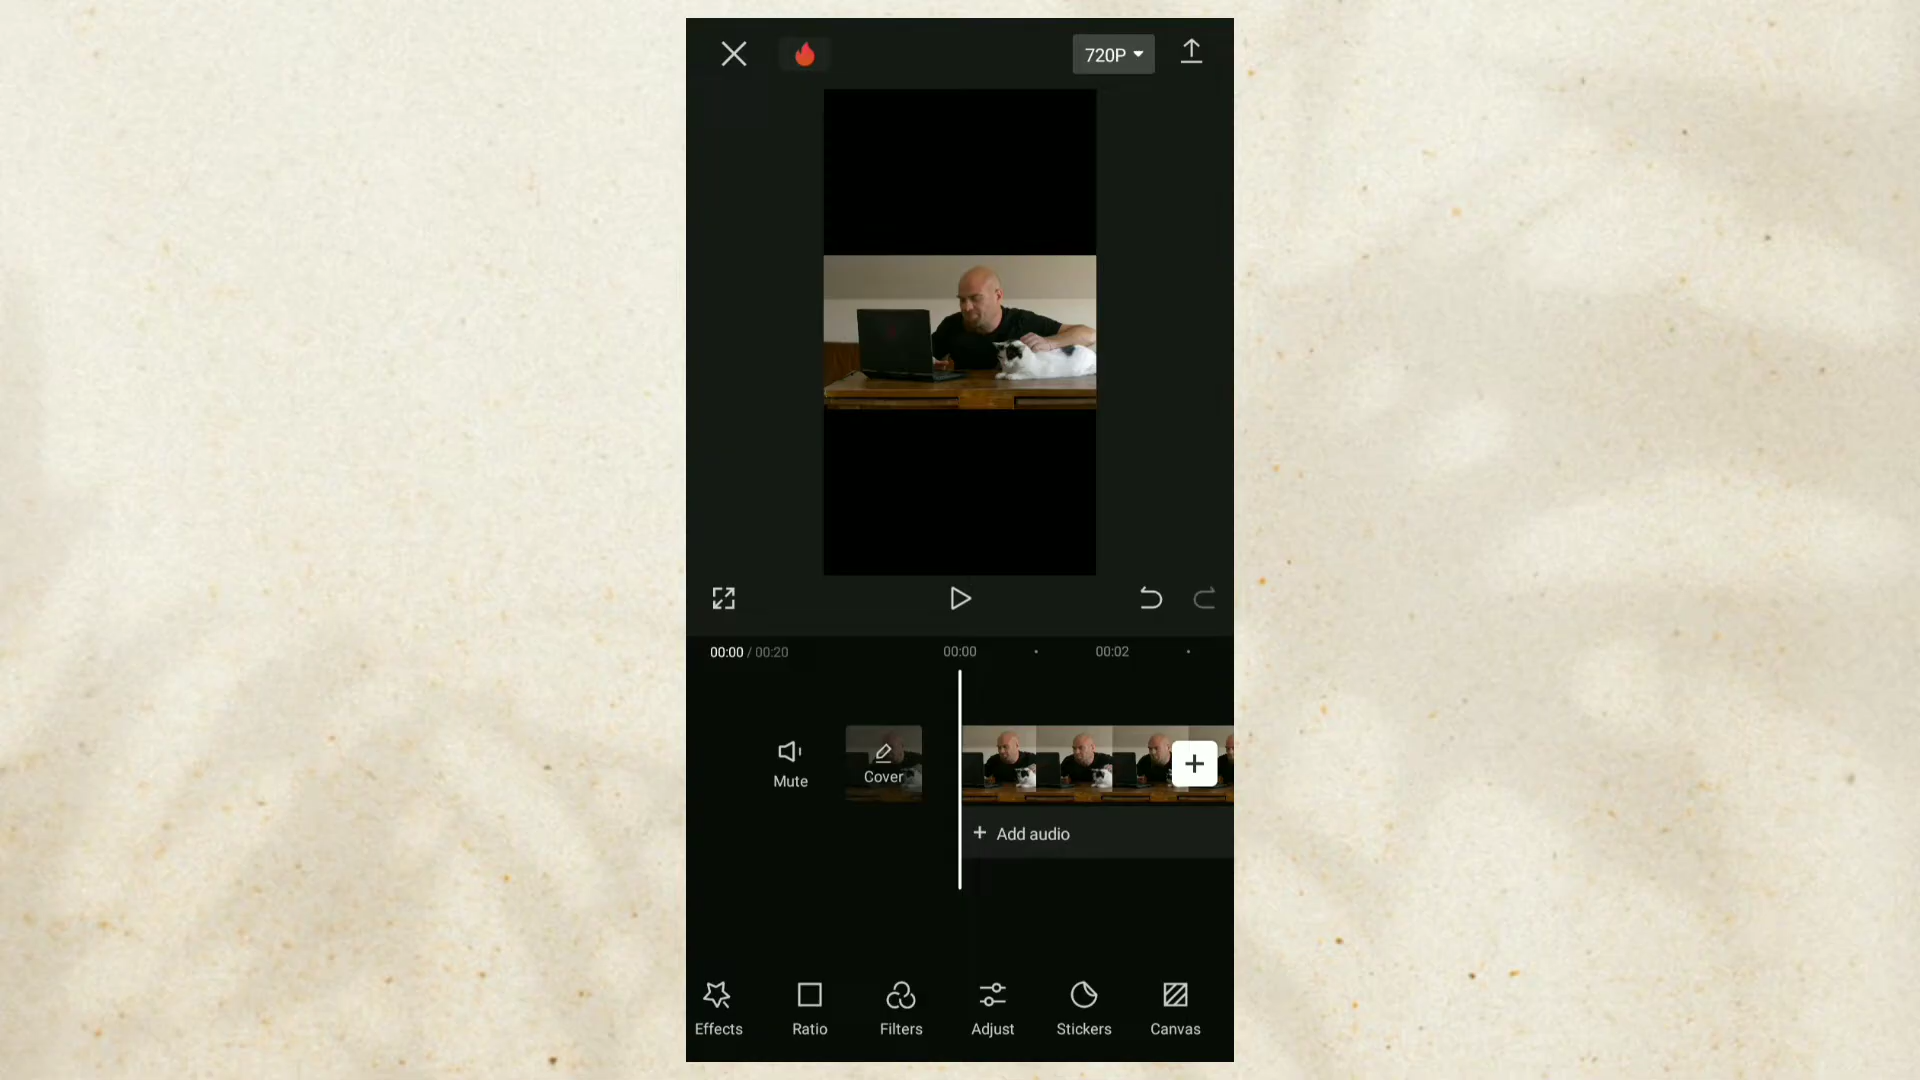 720P
00:00 / 00:20
00:00
00:02
Mute
Cover
Add audio
Effects
Ratio
Filters
Adjust
Stickers
Canvas